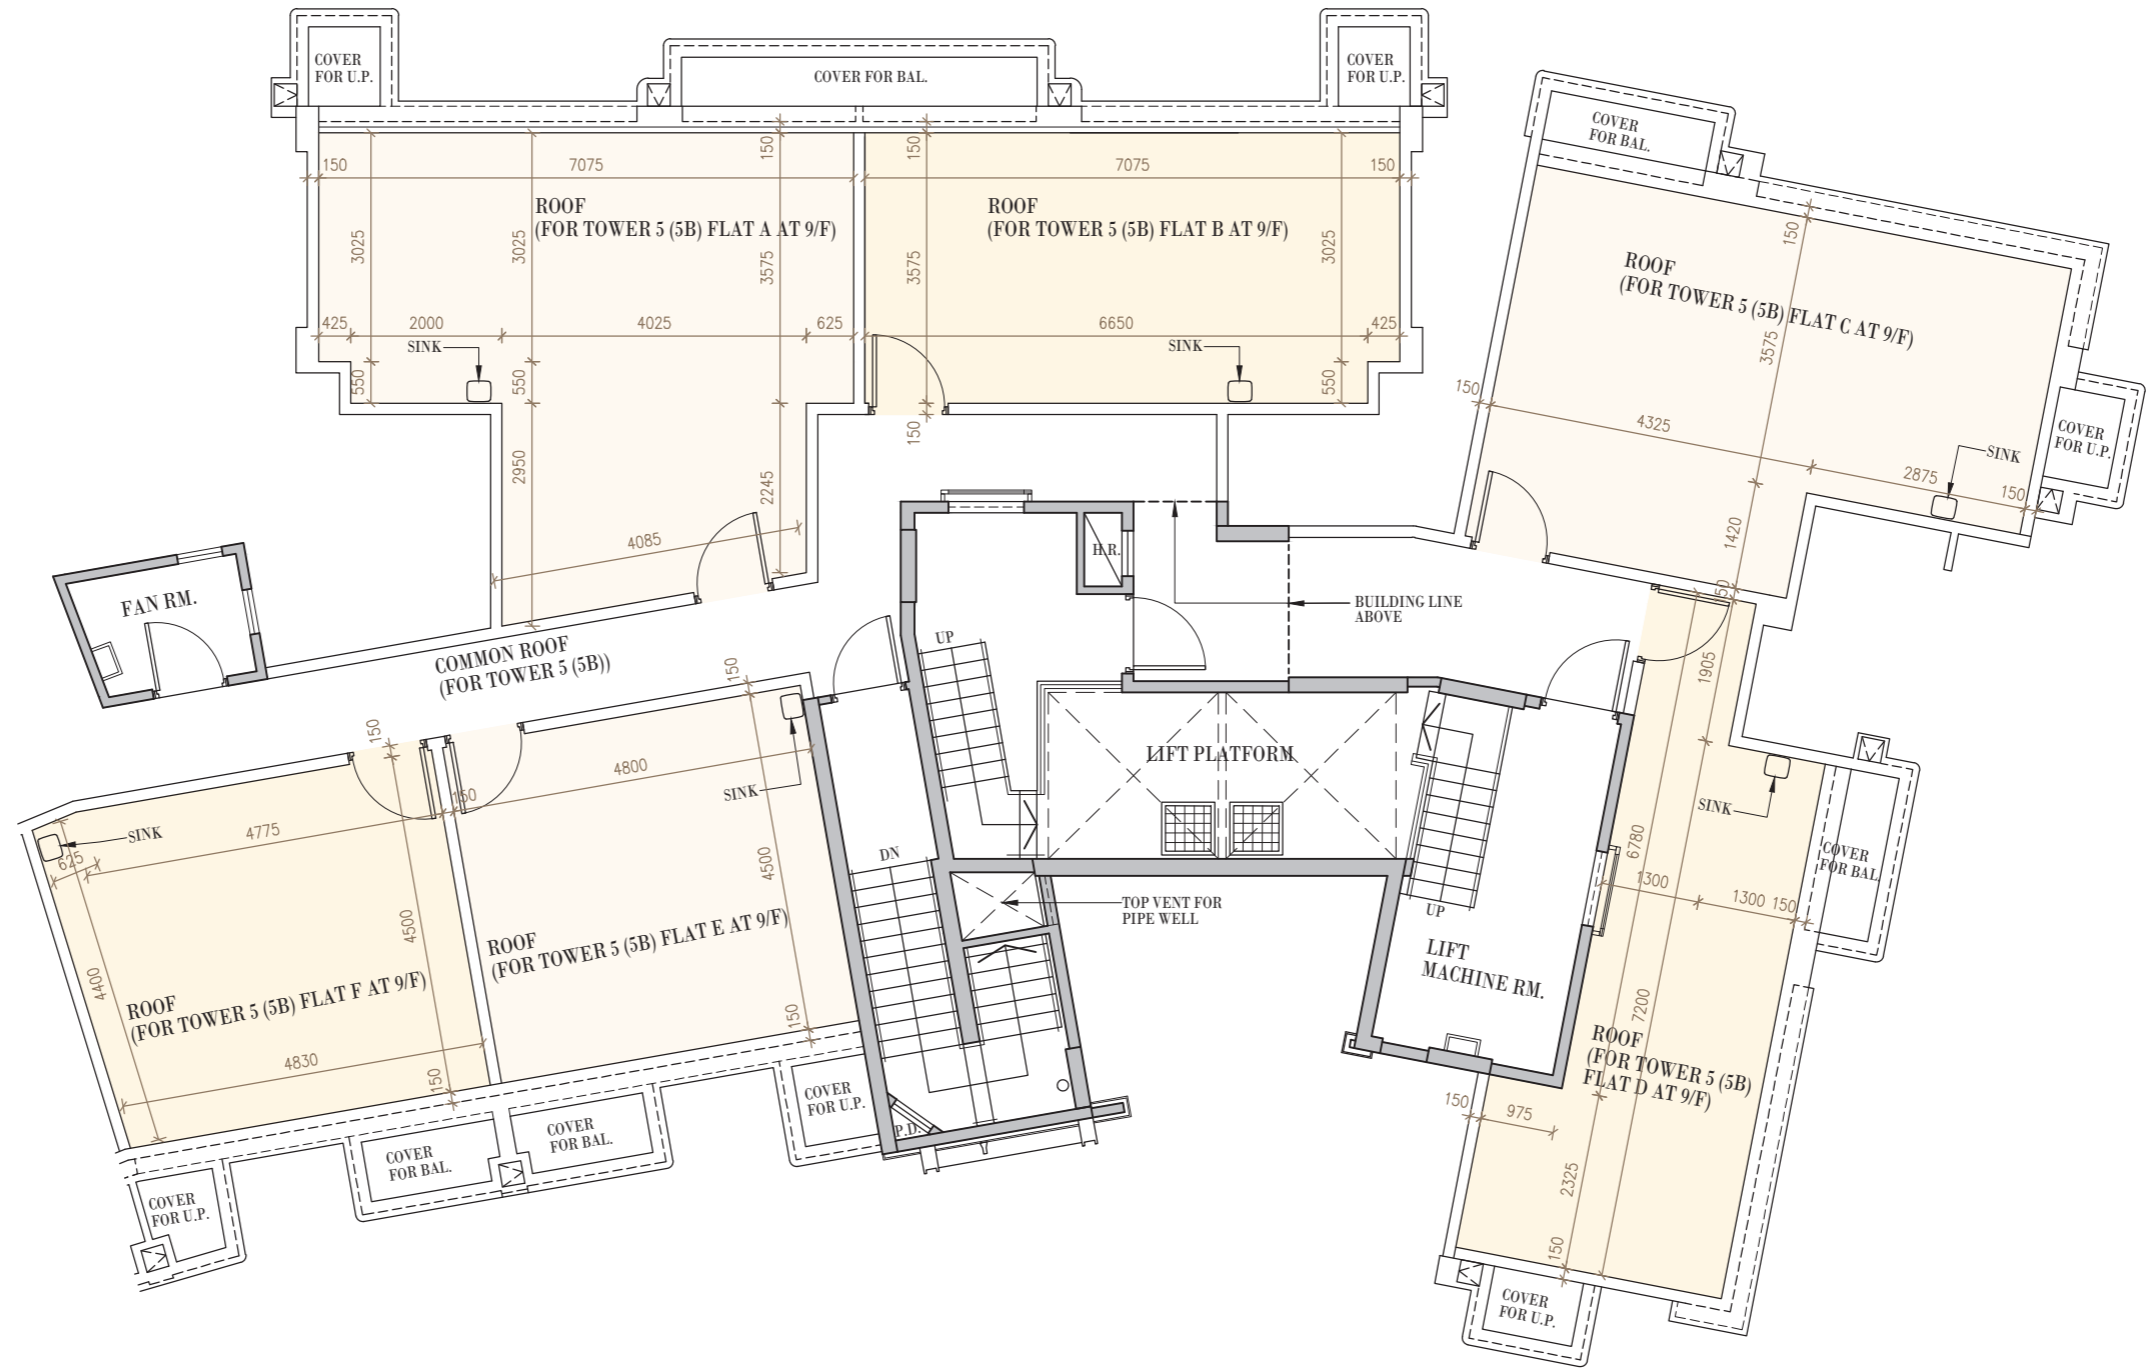 COVER
FOR U.P.
COVER FOR BAL.
COVER
FOR U.P.
COVER
FOR BAL.
150
7075
150
150
7075
150
ROOF
(FOR TOWER 5 (5B) FLAT A AT 9/F)
ROOF
(FOR TOWER 5 (5B) FLAT B AT 9/F)
3025
3025
3575
3575
3025
150
ROOF
(FOR TOWER 5 (5B) FLAT C AT 9/F)
3575
425
2000
4025
625
6650
425
SINK
SINK
550
550
550
150
150
4325
2875
150
SINK
COVER
FOR U.P.
2950
2245
4085
1420
150
H.R.
FAN RM.
BUILDING LINE
ABOVE
COMMON ROOF
(FOR TOWER 5 (5B))
UP
150
150
1905
LIFT PLATFORM
4800
150
SINK
SINK
4775
625
SINK
COVER
FOR BAL.
DN
4500
4500
6780
1300
1300
150
TOP VENT FOR
PIPE WELL
UP
LIFT
MACHINE RM.
ROOF
(FOR TOWER 5 (5B) FLAT E AT 9/F)
4400
ROOF
(FOR TOWER 5 (5B) FLAT F AT 9/F)
150
7200
ROOF
(FOR TOWER 5 (5B)
FLAT D AT 9/F)
4830
150
COVER
FOR U.P.
P.D.
150
975
COVER
FOR BAL.
COVER
FOR BAL.
2325
COVER
FOR U.P.
150
COVER
FOR U.P.